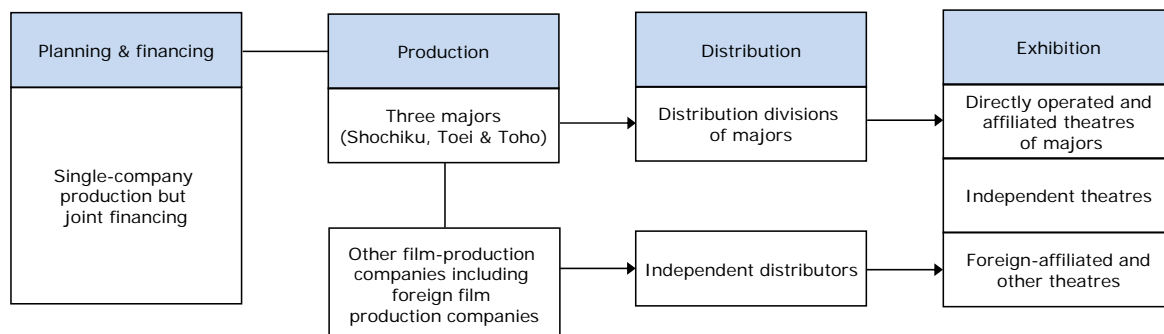 Planning & financing
Single-company
production but
joint financing
Production
Three majors
(Shochiku, Toei & Toho)
Other film-production
companies including
foreign film
production companies
Distribution
Distribution divisions
of majors
Independent distributors
Exhibition
Directly operated and
affiliated theatres
of majors
Independent theatres
Foreign-affiliated and
other theatres